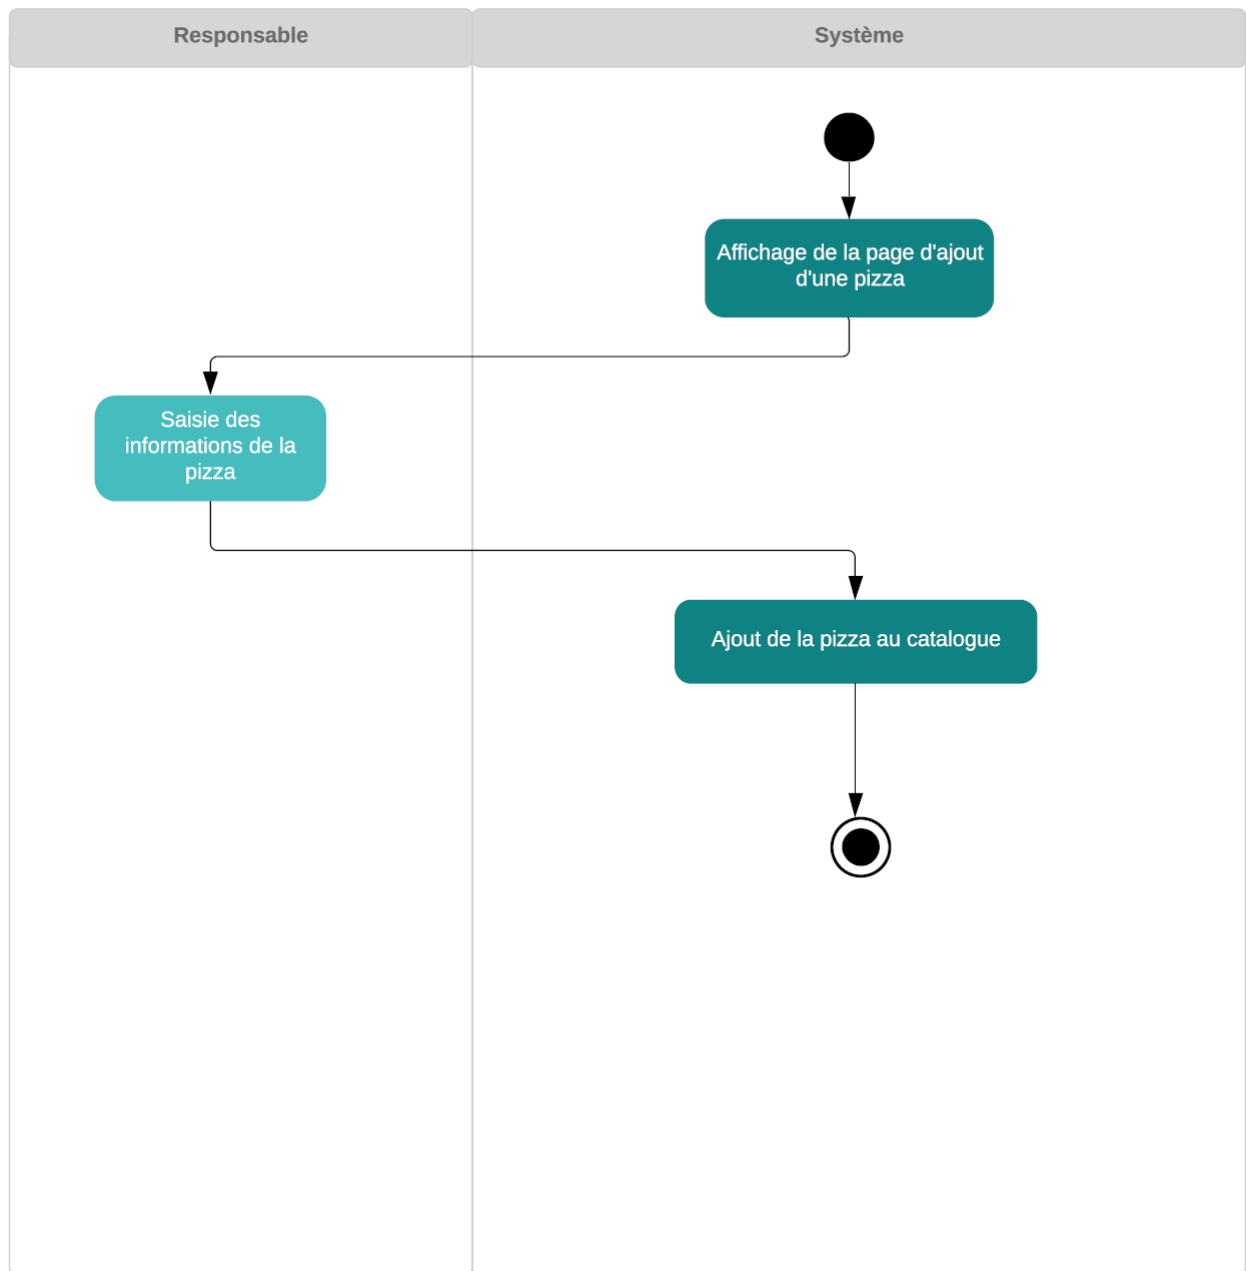 Responsable
Système
Affichage de la page d'ajout
d'une pizza
Saisie des
informations de la
pizza
Ajout de la pizza au catalogue